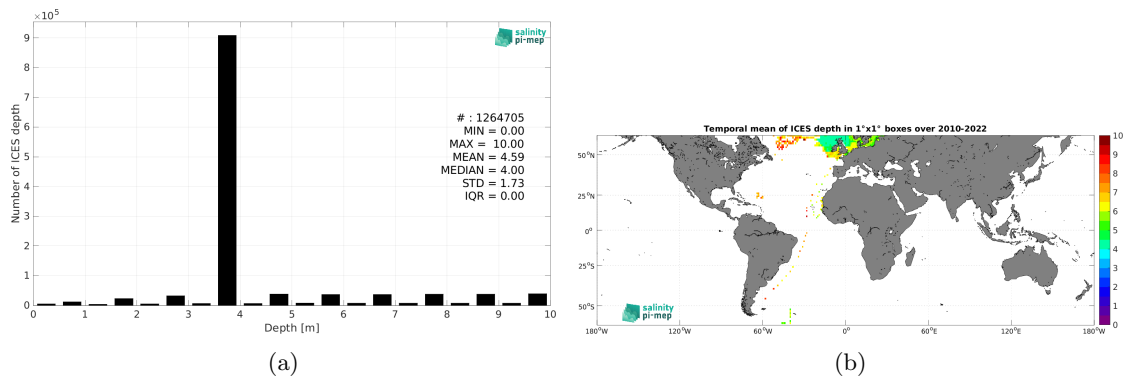 ×10⁵
9
8
7
6
5
4
3
2
1
0
Number of ICES depth
salinity
pi-mep
# : 1264705
MIN = 0.00
MAX = 10.00
MEAN = 4.59
MEDIAN = 4.00
STD = 1.73
IQR = 0.00
0 1 2 3 4 5 6 7 8 9 10
Depth [m]
(a)
Temporal mean of ICES depth in 1°x1° boxes over 2010-2022
50°N
25°N
0°
25°S
50°S
salinity
pi-mep
180°W 120°W 60°W 0° 60°E 120°E 180°E
10
9
8
7
6
5
4
3
2
1
0
(b)